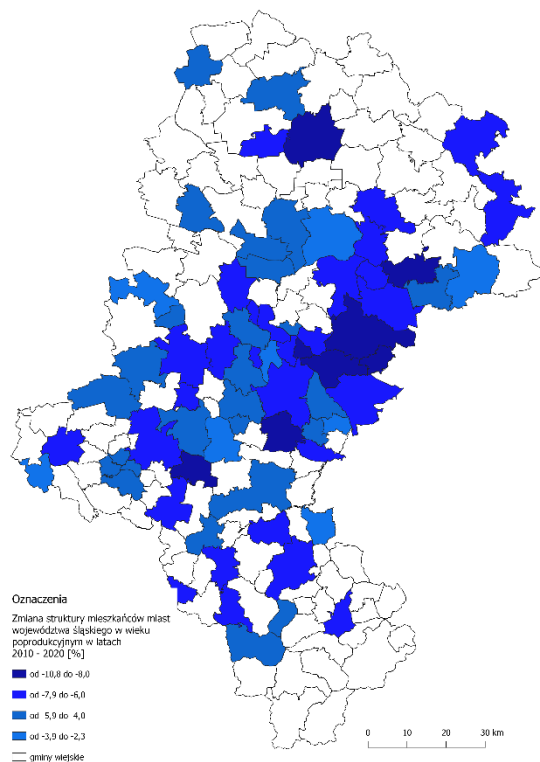 Oznaczenia
Zmiana struktury mieszkańców miast
województwa śląskiego w wieku
poprodukcyjnym w latach
2010 - 2020 [%]
od -10,8 do -8,0
od -7,9 do -6,0
od 5,9 do 4,0
od -3,9 do -2,3
gminy wiejskie
0 10 20 30 km